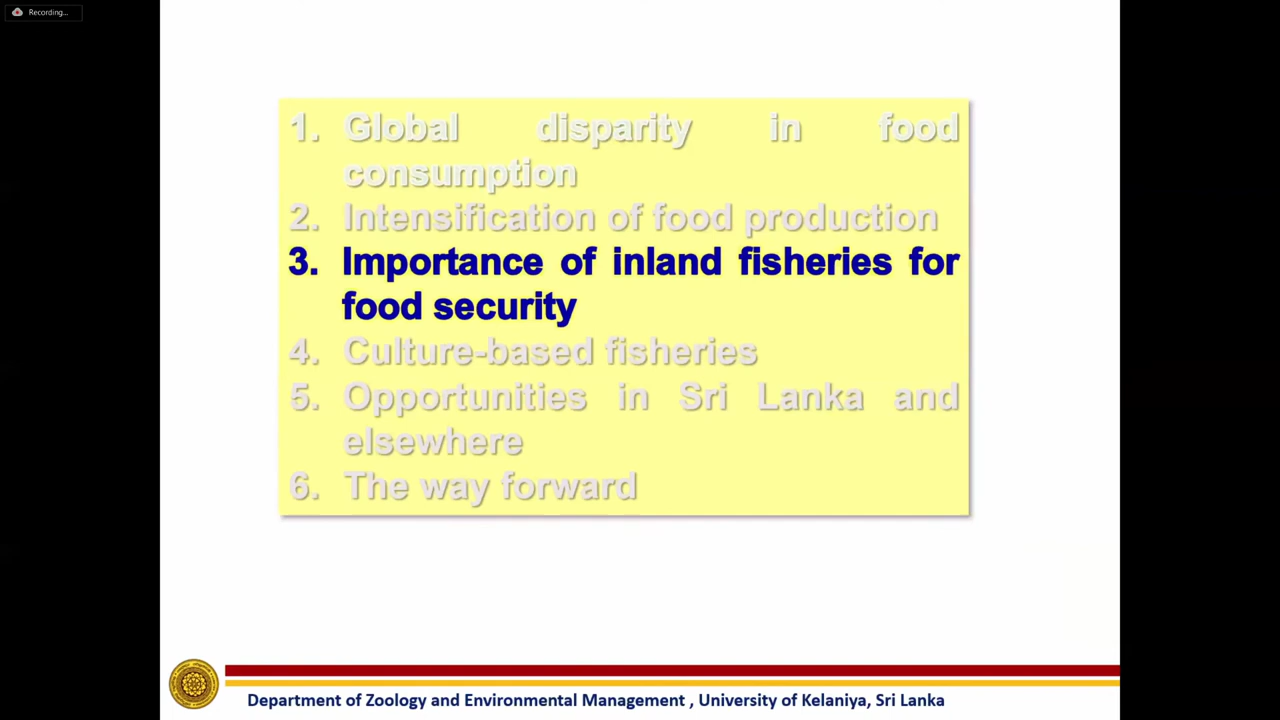 Recording...
1. Global disparity in food
consumption
2. Intensification of food production
3. Importance of inland fisheries for
food security
4. Culture-based fisheries
5. Opportunities in Sri Lanka and
elsewhere
6. The way forward
Department of Zoology and Environmental Management , University of Kelaniya, Sri Lanka